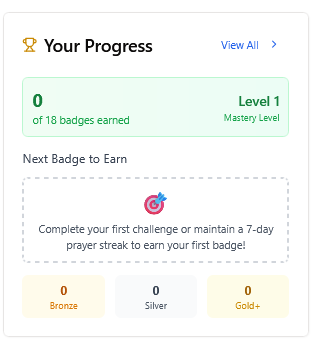 Your Progress
View All
0
of 18 badges earned
Level 1
Mastery Level
Next Badge to Earn
Complete your first challenge or maintain a 7-day
prayer streak to earn your first badge!
0
Bronze
0
Silver
0
Gold+